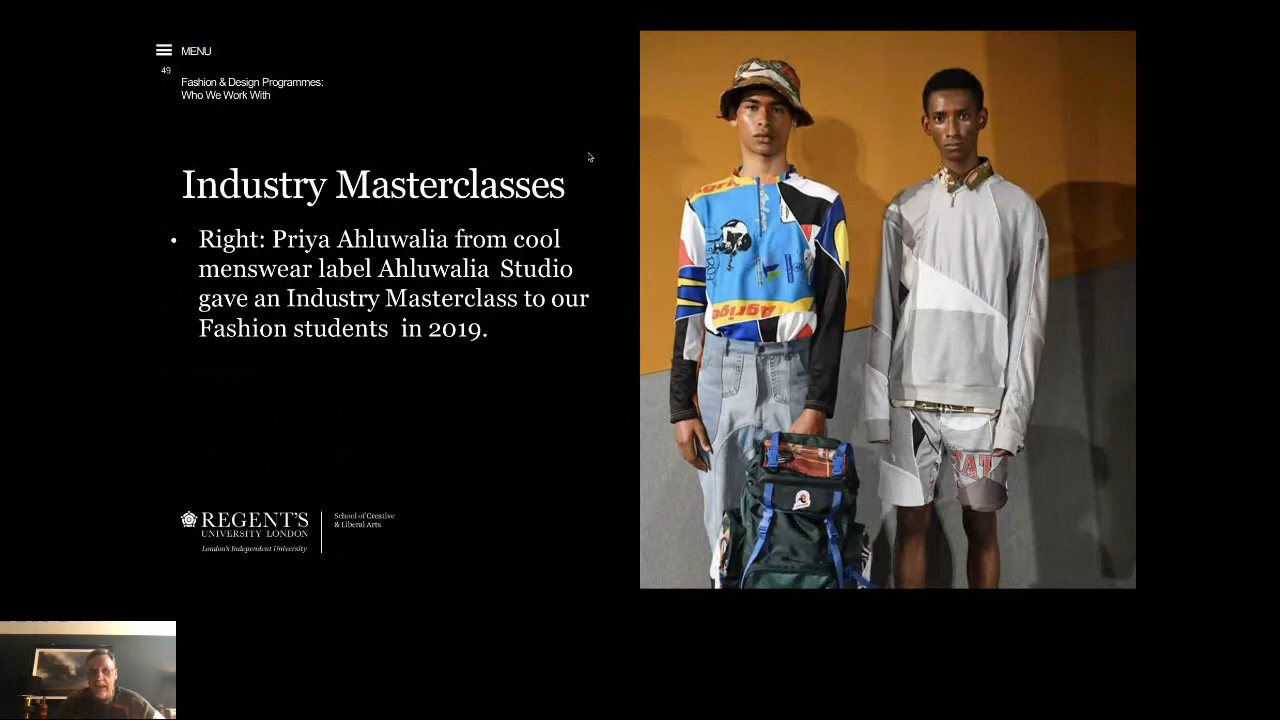 MENU
49
Fashion & Design Programmes:
Who We Work With
Industry Masterclasses
• Right: Priya Ahluwalia from cool
menswear label Ahluwalia Studio
gave an Industry Masterclass to our
Fashion students in 2019.
REGENT'S
UNIVERSITY LONDON
London's Independent University
School of Creative
& Liberal Arts